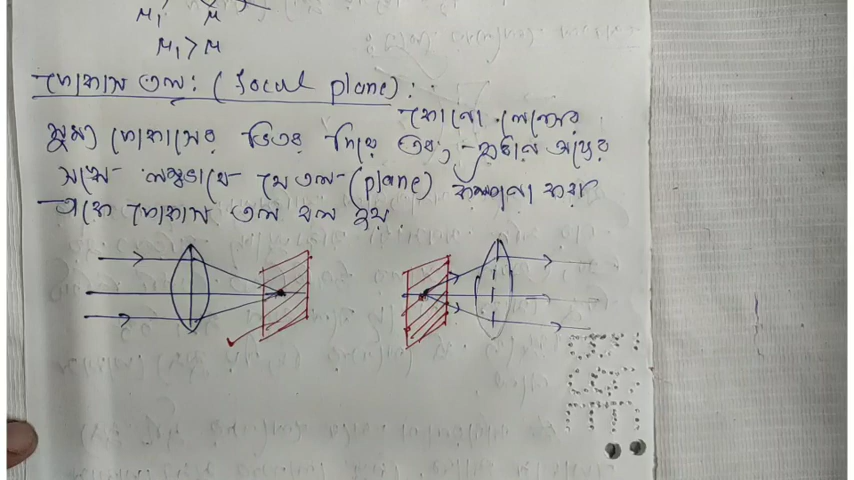 μ₁ μ
μ₁ > μ
ফোকাস তল: (focal plane):
কোনো লেন্সের
মুখ্য ফোকাসের ভিতর দিয়ে এবং প্রধান অক্ষের
সঙ্গে লম্বভাবে যে তল (plane) কল্পনা করা
তাকে ফোকাস তল বলা হয়